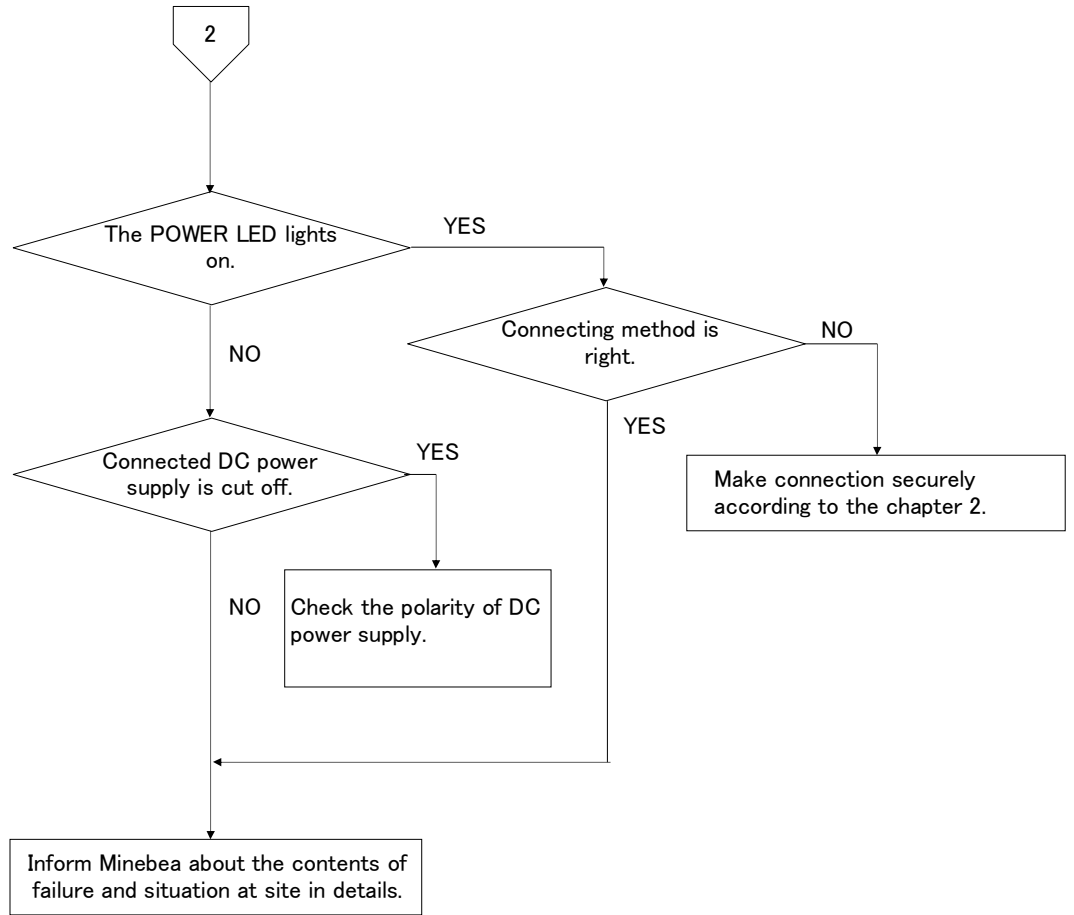 2
The POWER LED lights
on.
YES
Connecting method is
right.
NO
NO
YES
Connected DC power
supply is cut off.
YES
Make connection securely
according to the chapter 2.
NO
Check the polarity of DC
power supply.
Inform Minebea about the contents of
failure and situation at site in details.